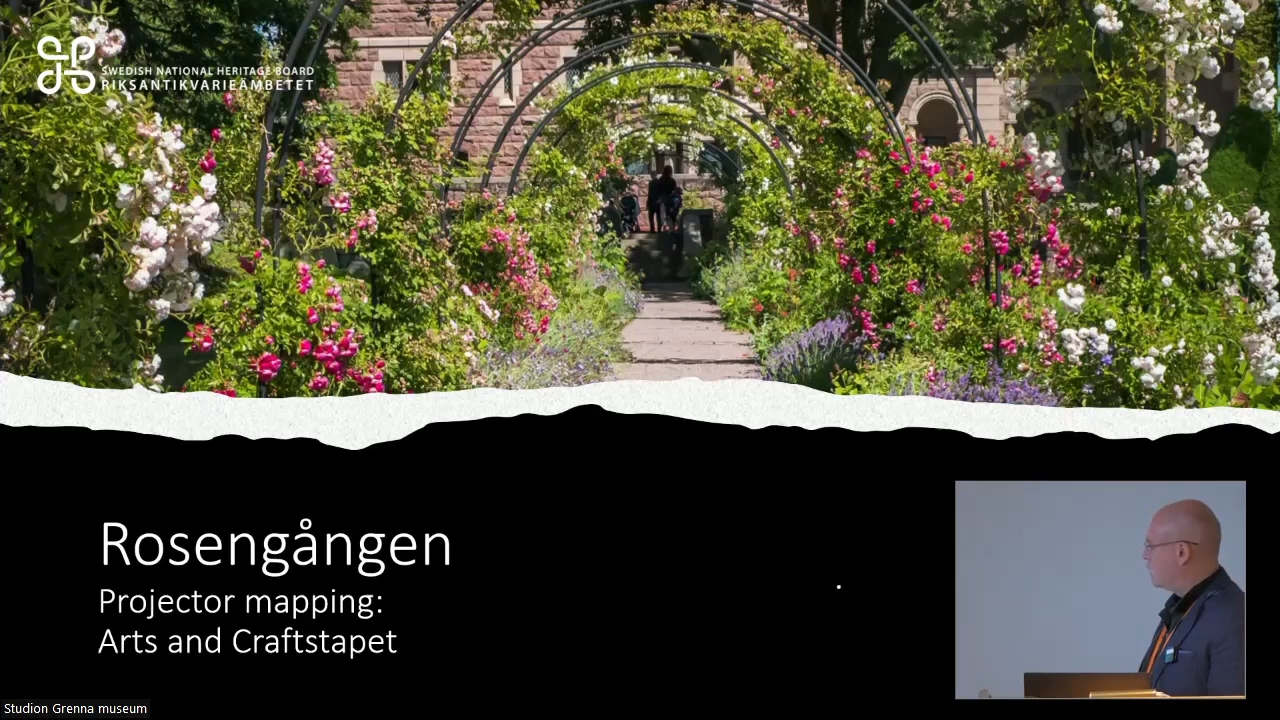 SWEDISH NATIONAL HERITAGE BOARD
RIKSANTIKVARIEÄMBETET
Rosengången
Projector mapping:
Arts and Craftstapet
Studion Grenna museum